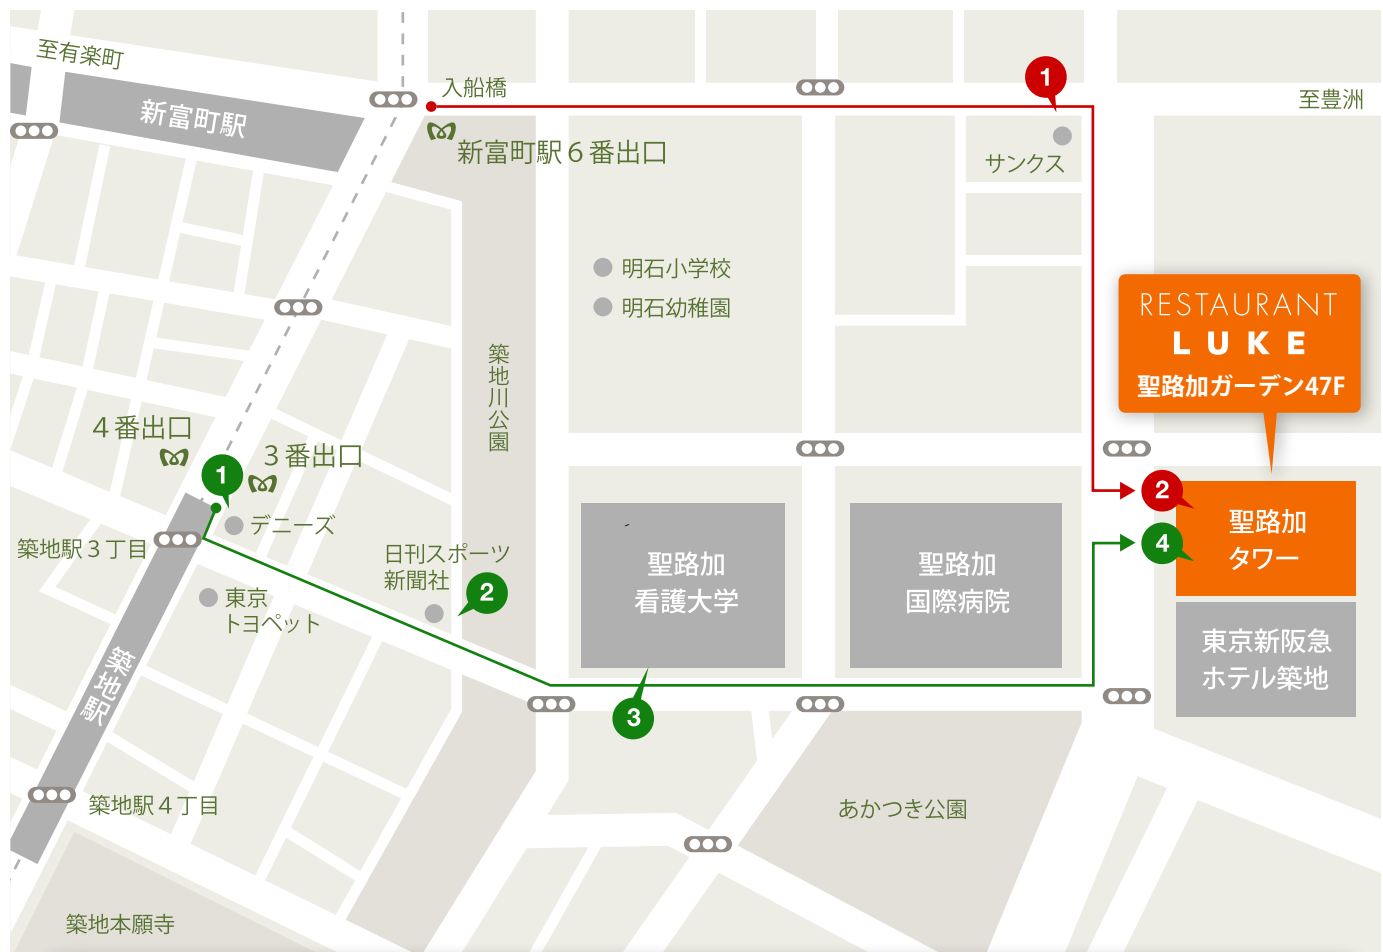 至有楽町
新富町駅
入船橋
新富町駅６番出口
1
至豊洲
サンクス
明石小学校
明石幼稚園
築地川公園
RESTAURANT
LUKE
聖路加ガーデン47F
４番出口
３番出口
1
デニーズ
築地駅３丁目
日刊スポーツ
新聞社
2
東京
トヨペット
築地駅
聖路加
看護大学
聖路加
国際病院
2
聖路加
タワー
4
東京新阪急
ホテル築地
3
築地駅４丁目
あかつき公園
築地本願寺